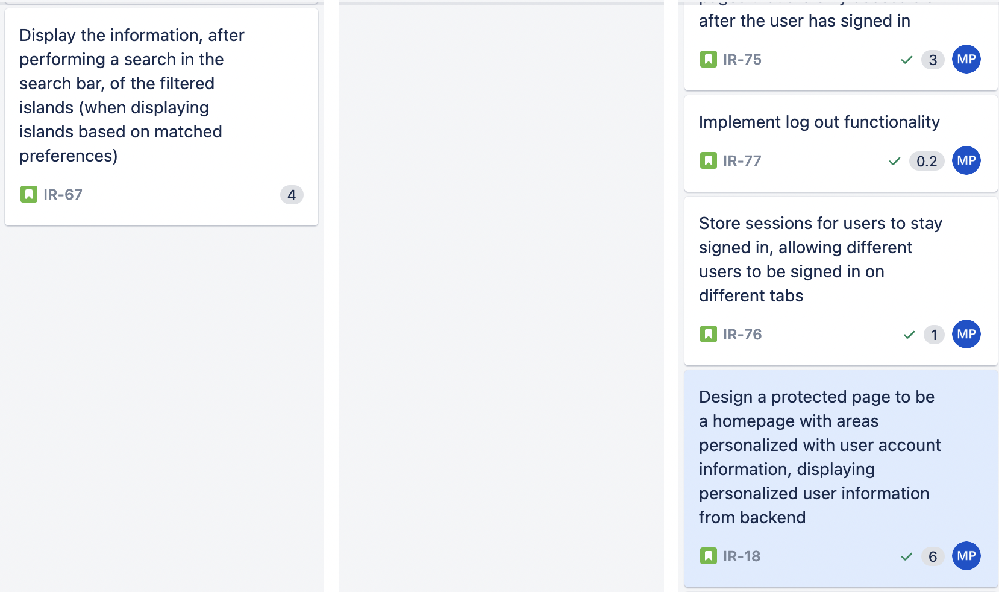 Display the information, after
performing a search in the
search bar, of the filtered
islands (when displaying
islands based on matched
preferences)
IR-67
4
after the user has signed in
IR-75
3
MP
Implement log out functionality
IR-77
0.2
MP
Store sessions for users to stay
signed in, allowing different
users to be signed in on
different tabs
IR-76
1
MP
Design a protected page to be
a homepage with areas
personalized with user account
information, displaying
personalized user information
from backend
IR-18
6
MP